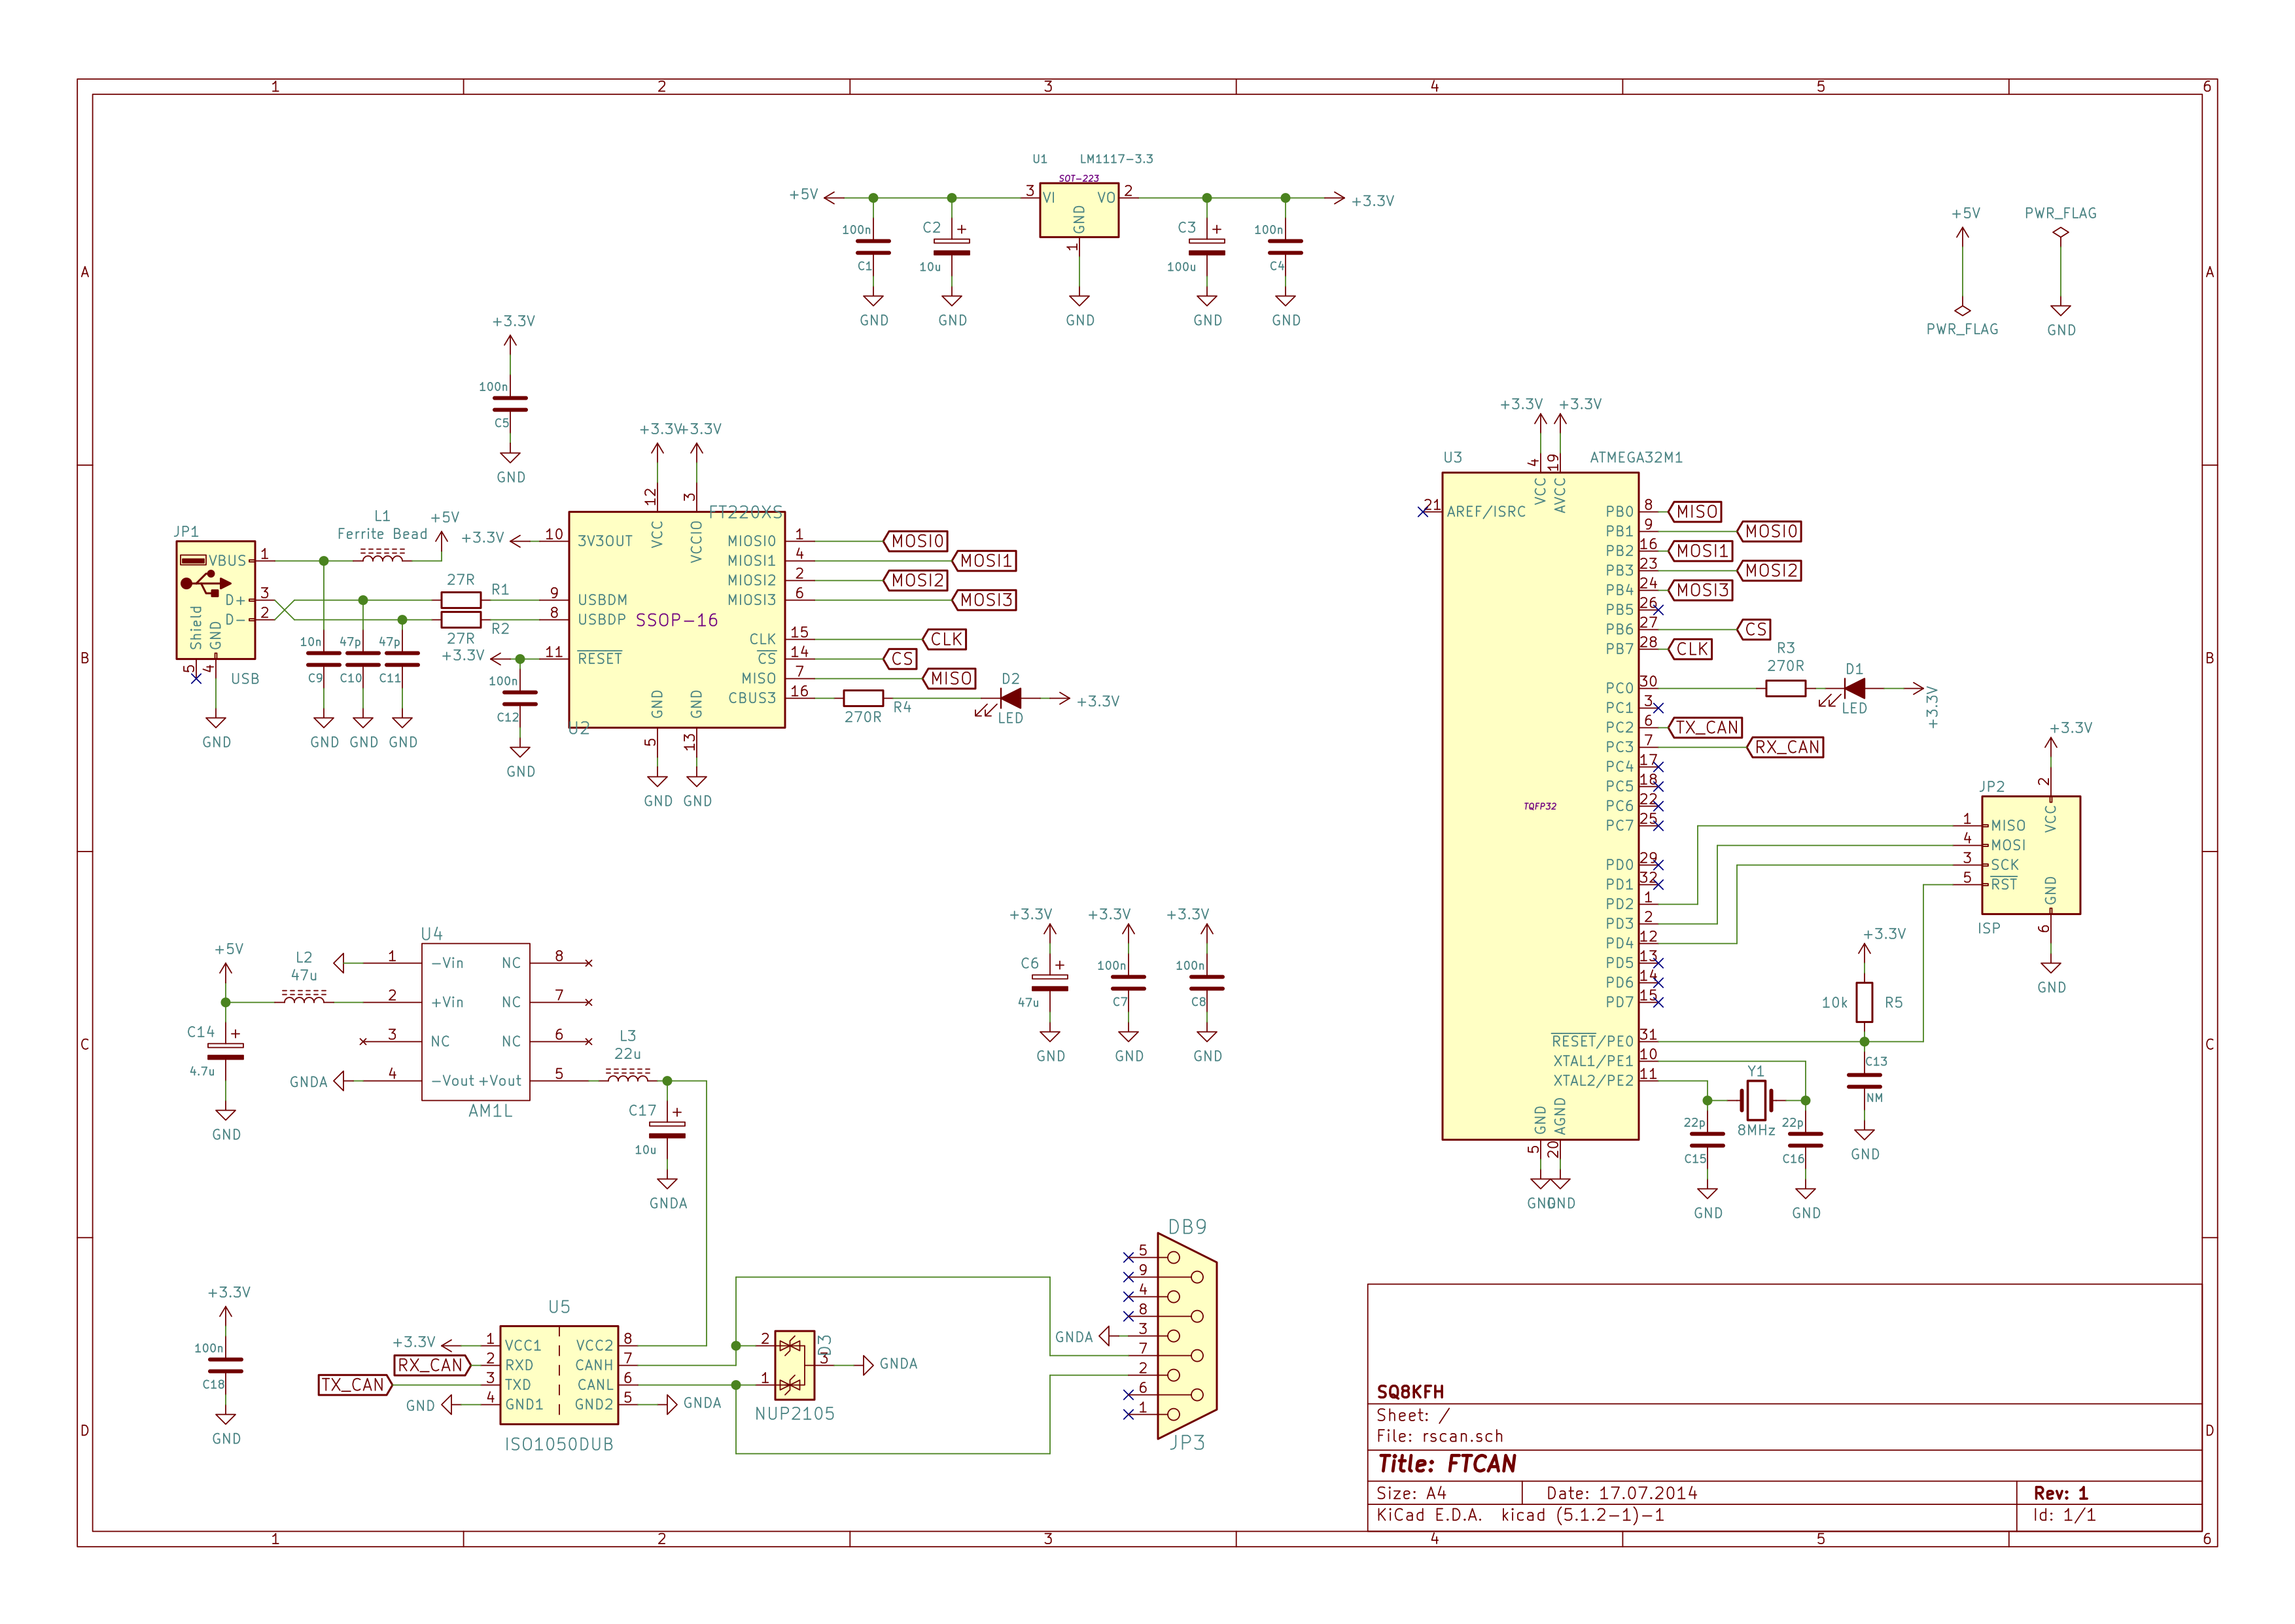 1 2 3 4 5 6
A
B
C
D
U1 LM1117-3.3
SOT-223
+5V 3 VI VO 2 +3.3V
GND
1
100n C1 GND
C2 + 10u GND
GND
C3 + 100u GND
100n C4 GND
+5V
PWR_FLAG
PWR_FLAG
GND
+3.3V
100n
C5
GND
JP1
VBUS 1
D+ 3
D- 2
Shield 5
GND 4
USB
GND
L1
Ferrite Bead
+5V
27R R1
27R R2
10n C9 GND
47p C10 GND
47p C11 GND
+3.3V
100n C12 GND
+3.3V +3.3V
12 VCC
3 VCCIO
FT220XS
+3.3V 10 3V3OUT
9 USBDM
8 USBDP
11 RESET
SSOP-16
MIOSI0 1 MOSI0
MIOSI1 4 MOSI1
MIOSI2 2 MOSI2
MIOSI3 6 MOSI3
CLK 15 CLK
CS 14 CS
MISO 7 MISO
CBUS3 16
GND 5 GND
GND 13 GND
U2
270R R4
D2
LED
+3.3V
U3 ATMEGA32M1
+3.3V +3.3V
4 VCC
19 AVCC
21 AREF/ISRC
TQFP32
PB0 8 MISO
PB1 9 MOSI0
PB2 16 MOSI1
PB3 23 MOSI2
PB4 24 MOSI3
PB5 26
PB6 27 CS
PB7 28 CLK
PC0 30
PC1 3
PC2 6 TX_CAN
PC3 7 RX_CAN
PC4 17
PC5 18
PC6 22
PC7 25
PD0 29
PD1 32
PD2 1
PD3 2
PD4 12
PD5 13
PD6 14
PD7 15
RESET/PE0 31
XTAL1/PE1 10
XTAL2/PE2 11
GND 5 GND
AGND 20 GND
R3
270R
D1
LED
+3.3V
JP2
+3.3V
2 VCC
1 MISO
4 MOSI
3 SCK
5 RST
GND 6
ISP
GND
+3.3V
10k R5
C13
NM
GND
Y1
8MHz
22p C15 GND
22p C16 GND
+5V
L2
47u
C14 +
4.7u
GND
U4
1 -Vin NC 8
2 +Vin NC 7
3 NC NC 6
GNDA 4 -Vout +Vout 5
AM1L
L3
22u
C17 +
10u
GNDA
+3.3V C6 + 47u GND
+3.3V 100n C7 GND
+3.3V 100n C8 GND
+3.3V
100n
C18
GND
U5
+3.3V 1 VCC1 VCC2 8
RX_CAN 2 RXD CANH 7
TX_CAN 3 TXD CANL 6
GND 4 GND1 GND2 5 GNDA
ISO1050DUB
2
1
3
D3
GNDA
NUP2105
DB9
5
9
4
8
GNDA 3
7
2
6
1
JP3
SQ8KFH
Sheet: /
File: rscan.sch
Title: FTCAN
Size: A4 Date: 17.07.2014 Rev: 1
KiCad E.D.A. kicad (5.1.2-1)-1 Id: 1/1
A
B
C
D
1 2 3 4 5 6